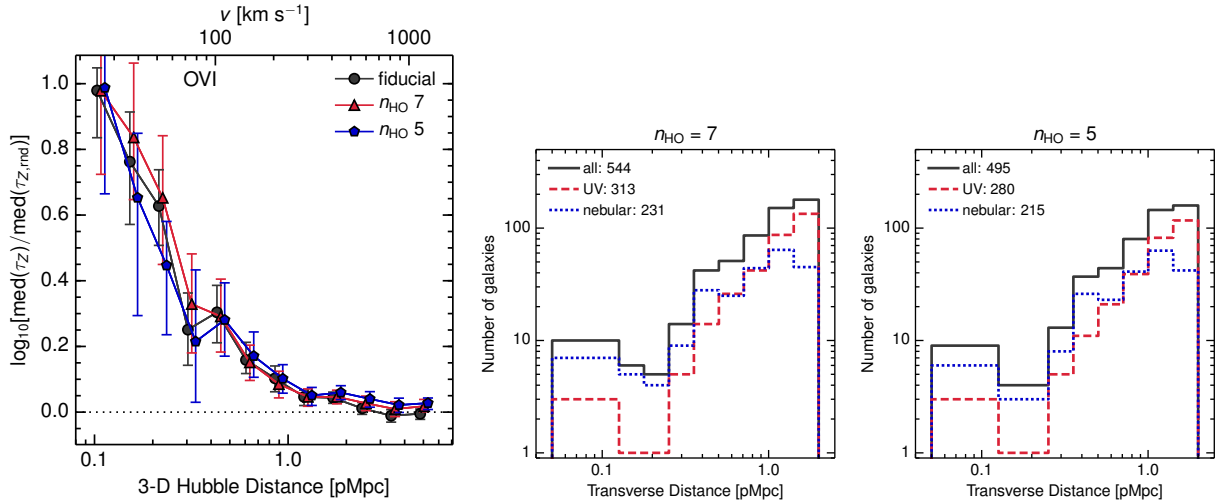 v [km s⁻¹]
100
1000
OVI
fiducial
n_HO 7
n_HO 5
1.0
0.8
0.6
0.4
0.2
0.0
log₁₀[med(τ_Z)/med(τ_Z,rnd)]
0.1
1.0
3-D Hubble Distance [pMpc]
n_HO = 7
all: 544
UV: 313
nebular: 231
100
10
1
Number of galaxies
0.1
1.0
Transverse Distance [pMpc]
n_HO = 5
all: 495
UV: 280
nebular: 215
100
10
1
Number of galaxies
0.1
1.0
Transverse Distance [pMpc]